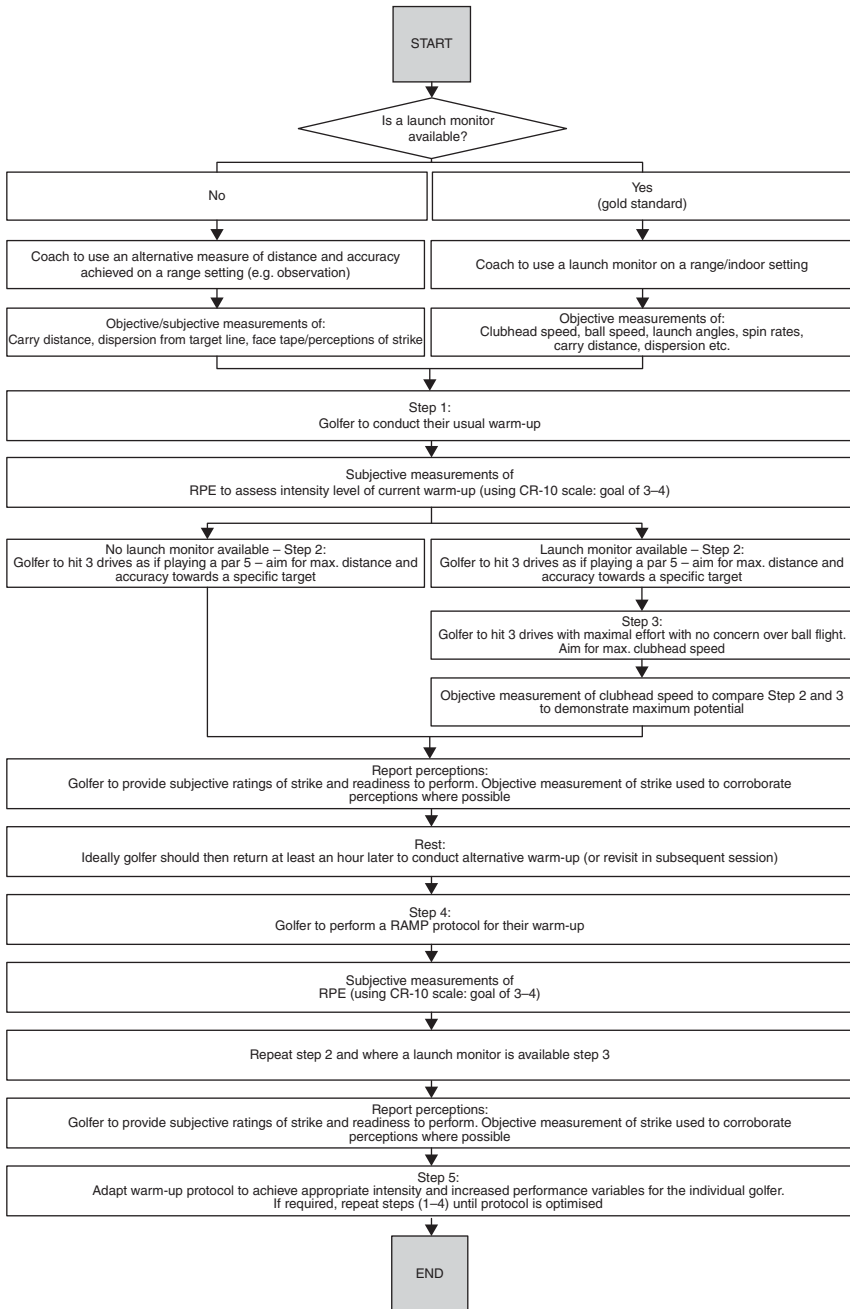 START
Is a launch monitor
available?
No
Yes
(gold standard)
Coach to use an alternative measure of distance and accuracy
achieved on a range setting (e.g. observation)
Coach to use a launch monitor on a range/indoor setting
Objective/subjective measurements of:
Carry distance, dispersion from target line, face tape/perceptions of strike
Objective measurements of:
Clubhead speed, ball speed, launch angles, spin rates,
carry distance, dispersion etc.
Step 1:
Golfer to conduct their usual warm-up
Subjective measurements of
RPE to assess intensity level of current warm-up (using CR-10 scale: goal of 3–4)
No launch monitor available – Step 2:
Golfer to hit 3 drives as if playing a par 5 – aim for max. distance and
accuracy towards a specific target
Launch monitor available – Step 2:
Golfer to hit 3 drives as if playing a par 5 – aim for max. distance and
accuracy towards a specific target
Step 3:
Golfer to hit 3 drives with maximal effort with no concern over ball flight.
Aim for max. clubhead speed
Objective measurement of clubhead speed to compare Step 2 and 3
to demonstrate maximum potential
Report perceptions:
Golfer to provide subjective ratings of strike and readiness to perform. Objective measurement of strike used to corroborate
perceptions where possible
Rest:
Ideally golfer should then return at least an hour later to conduct alternative warm-up (or revisit in subsequent session)
Step 4:
Golfer to perform a RAMP protocol for their warm-up
Subjective measurements of
RPE (using CR-10 scale: goal of 3–4)
Repeat step 2 and where a launch monitor is available step 3
Report perceptions:
Golfer to provide subjective ratings of strike and readiness to perform. Objective measurement of strike used to corroborate
perceptions where possible
Step 5:
Adapt warm-up protocol to achieve appropriate intensity and increased performance variables for the individual golfer.
If required, repeat steps (1–4) until protocol is optimised
END